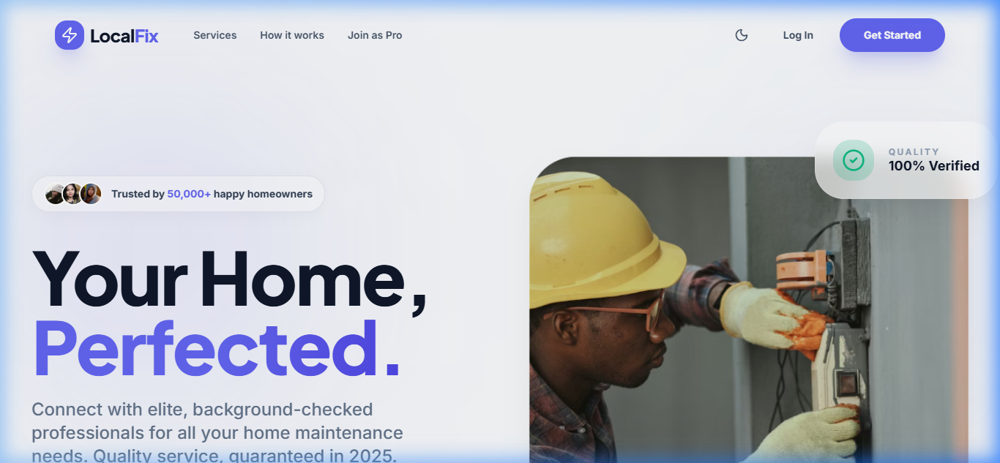 LocalFix
Services
How it works
Join as Pro
Log In
Get Started
QUALITY
100% Verified
Trusted by 50,000+ happy homeowners
Your Home,
Perfected.
Connect with elite, background-checked
professionals for all your home maintenance
needs. Quality service, guaranteed in 2025.